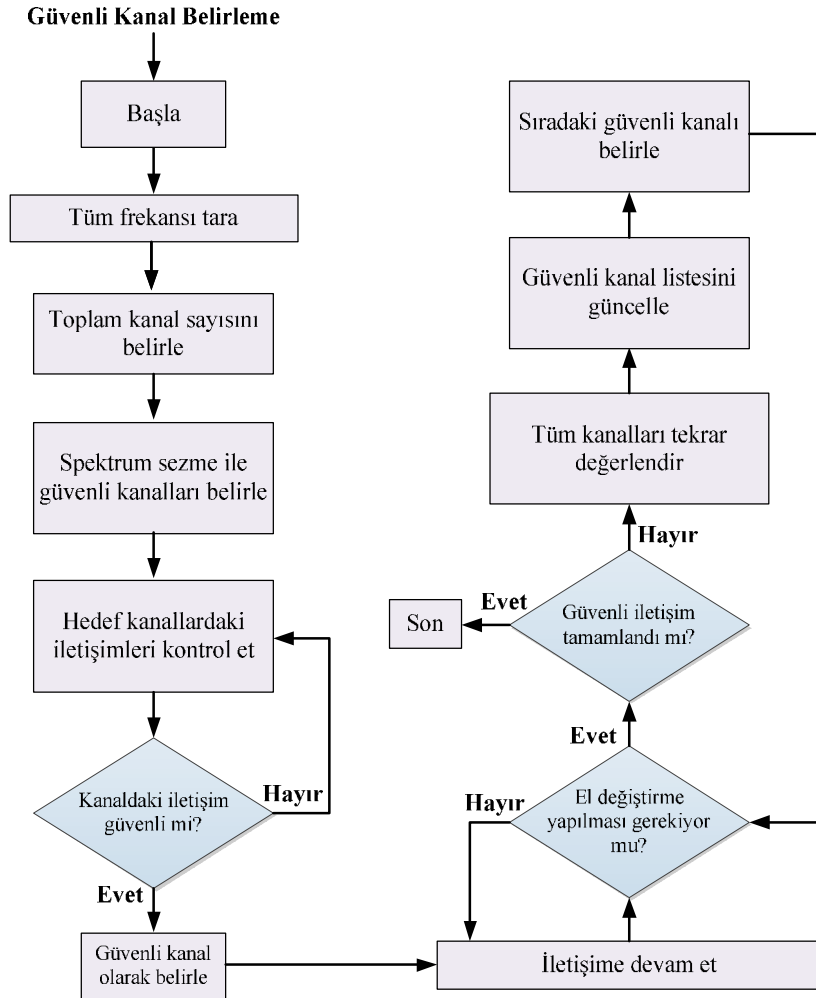 Güvenli Kanal Belirleme
Başla
Tüm frekansı tara
Toplam kanal sayısını
belirle
Spektrum sezme ile
güvenli kanalları belirle
Hedef kanallardaki
iletişimleri kontrol et
Kanaldaki iletişim
güvenli mi?
Hayır
Evet
Güvenli kanal
olarak belirle
İletişime devam et
El değiştirme
yapılması gerekiyor
mu?
Hayır
Evet
Güvenli iletişim
tamamlandı mı?
Evet
Son
Hayır
Tüm kanalları tekrar
değerlendir
Güvenli kanal listesini
güncelle
Sıradaki güvenli kanalı
belirle